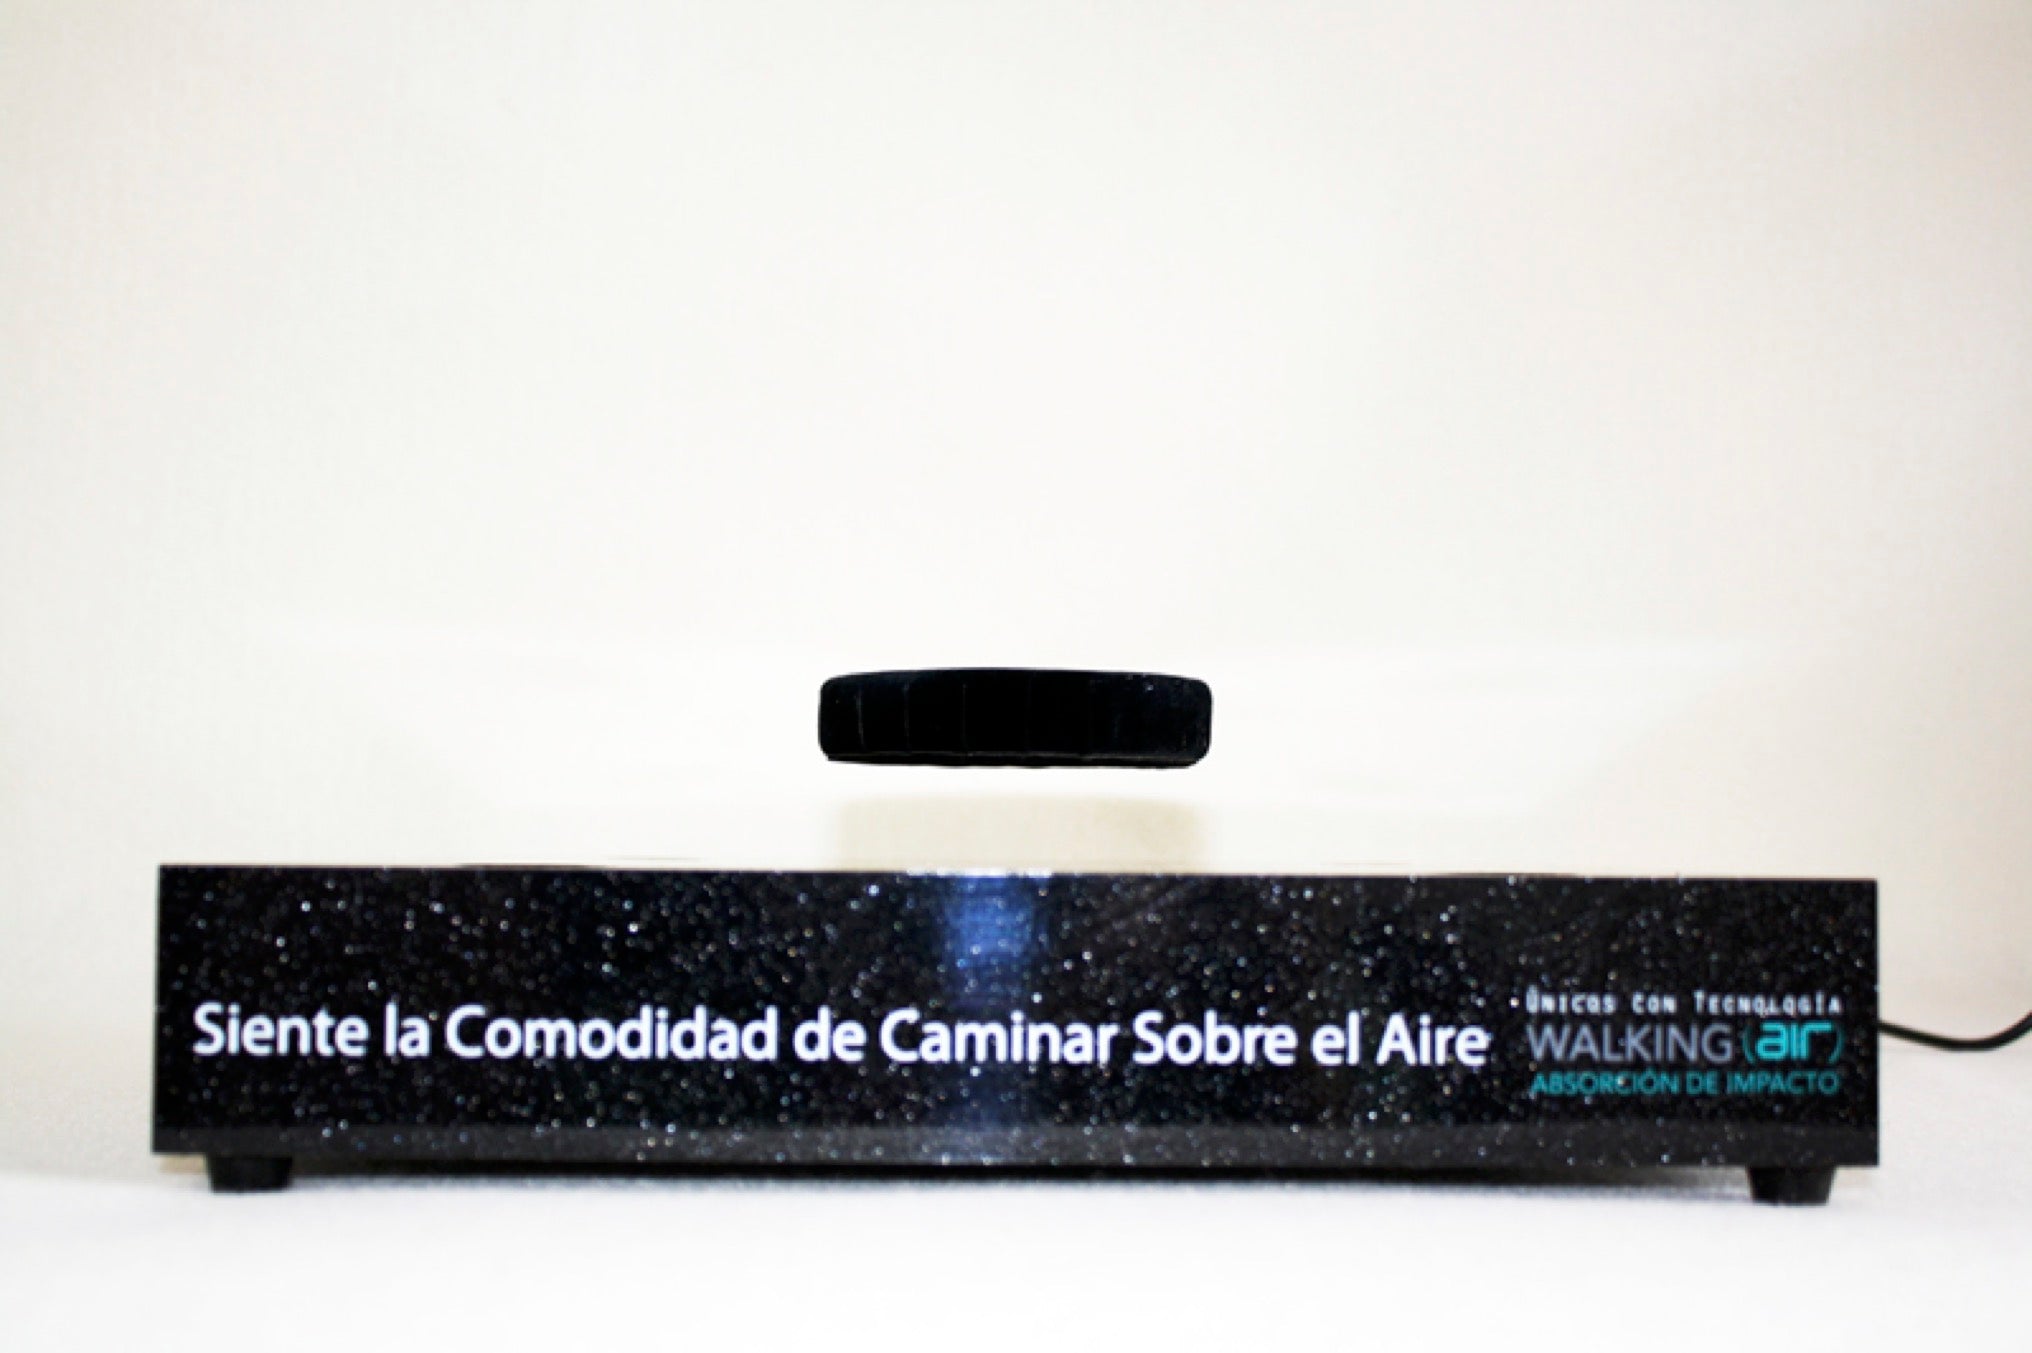 Siente la Comodidad de Caminar Sobre el Aire
Únicos con Tecnología
WALKING (air)
ABSORCIÓN DE IMPACTO